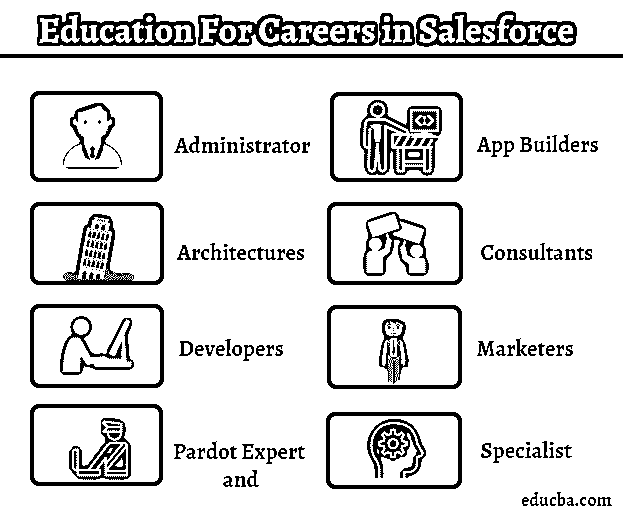 Education For Careers in Salesforce
Administrator
App Builders
Architectures
Consultants
Developers
Marketers
Pardot Expert
and
Specialist
educba.com